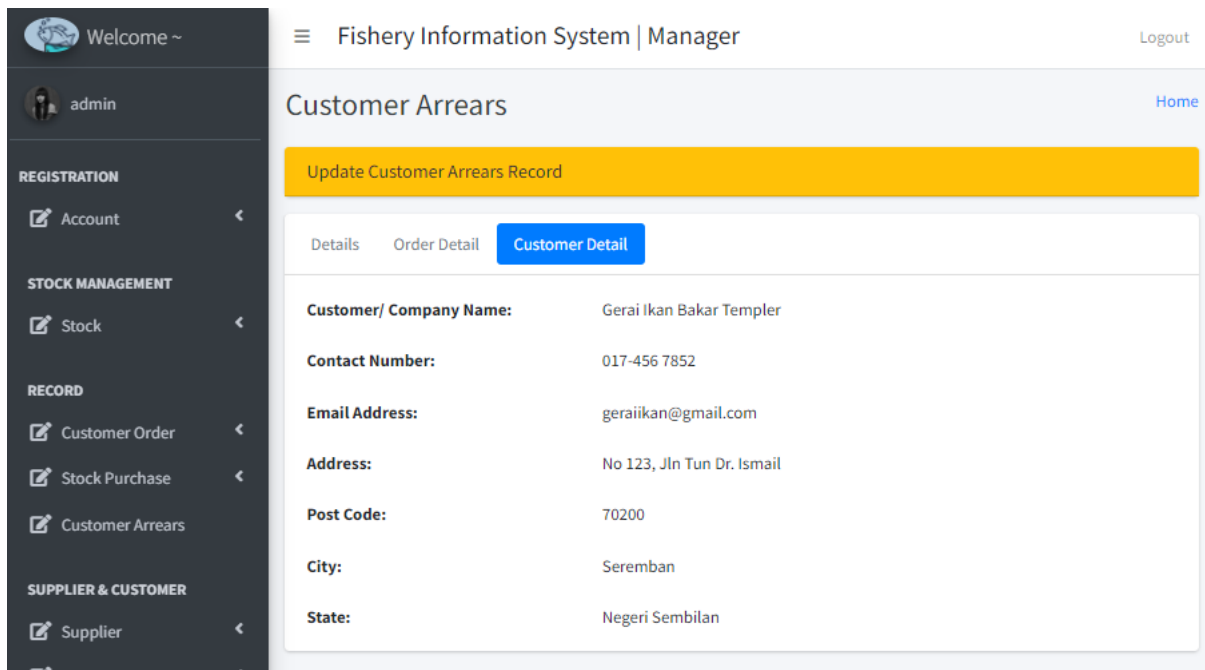 Welcome ~
Fishery Information System | Manager
Logout
admin
Customer Arrears
Home
Update Customer Arrears Record
REGISTRATION
Account
STOCK MANAGEMENT
Stock
RECORD
Customer Order
Stock Purchase
Customer Arrears
SUPPLIER & CUSTOMER
Supplier
Details Order Detail Customer Detail
Customer/ Company Name: Gerai Ikan Bakar Templer
Contact Number: 017-456 7852
Email Address: geraiikan@gmail.com
Address: No 123, Jln Tun Dr. Ismail
Post Code: 70200
City: Seremban
State: Negeri Sembilan